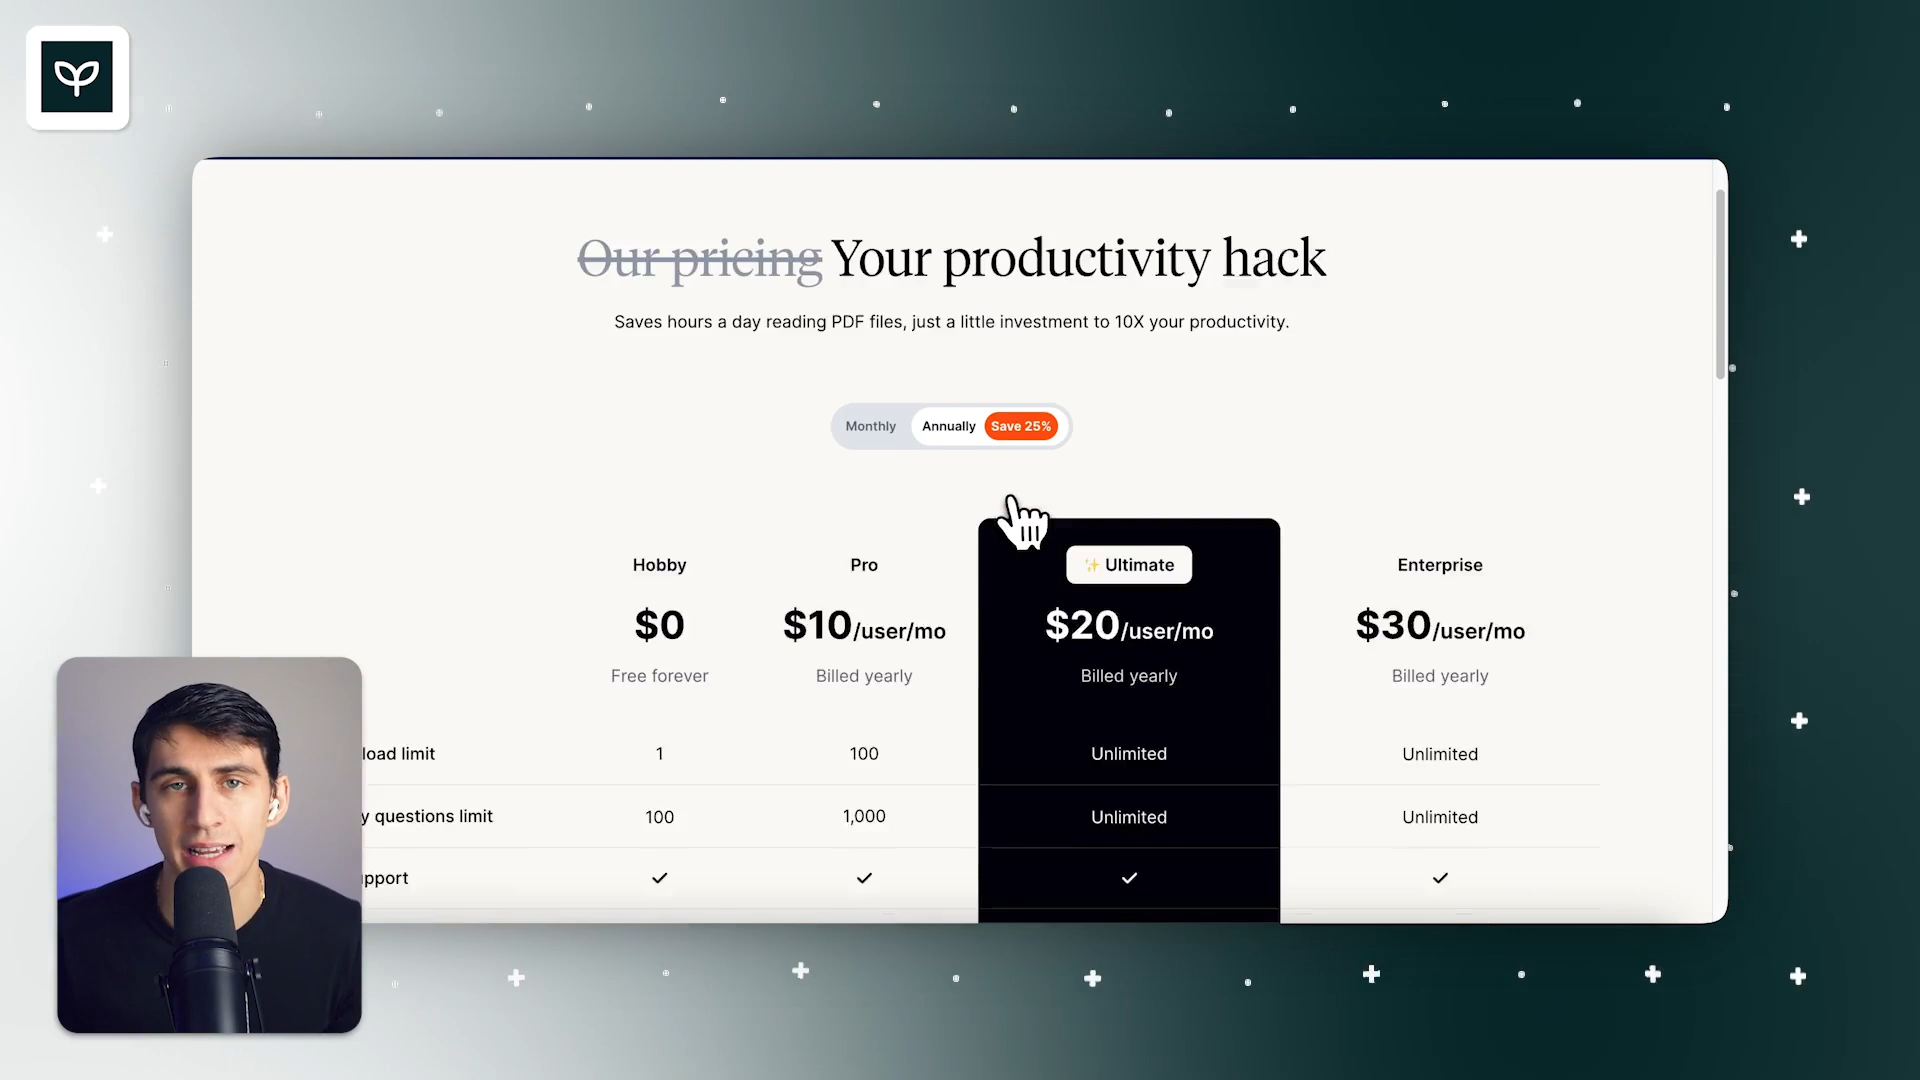 Our pricing Your productivity hack
Saves hours a day reading PDF files, just a little investment to 10X your productivity.
Monthly Annually Save 25%
Hobby Pro ✨ Ultimate Enterprise
$0 $10/user/mo $20/user/mo $30/user/mo
Free forever Billed yearly Billed yearly Billed yearly
load limit 1 100 Unlimited Unlimited
y questions limit 100 1,000 Unlimited Unlimited
pport